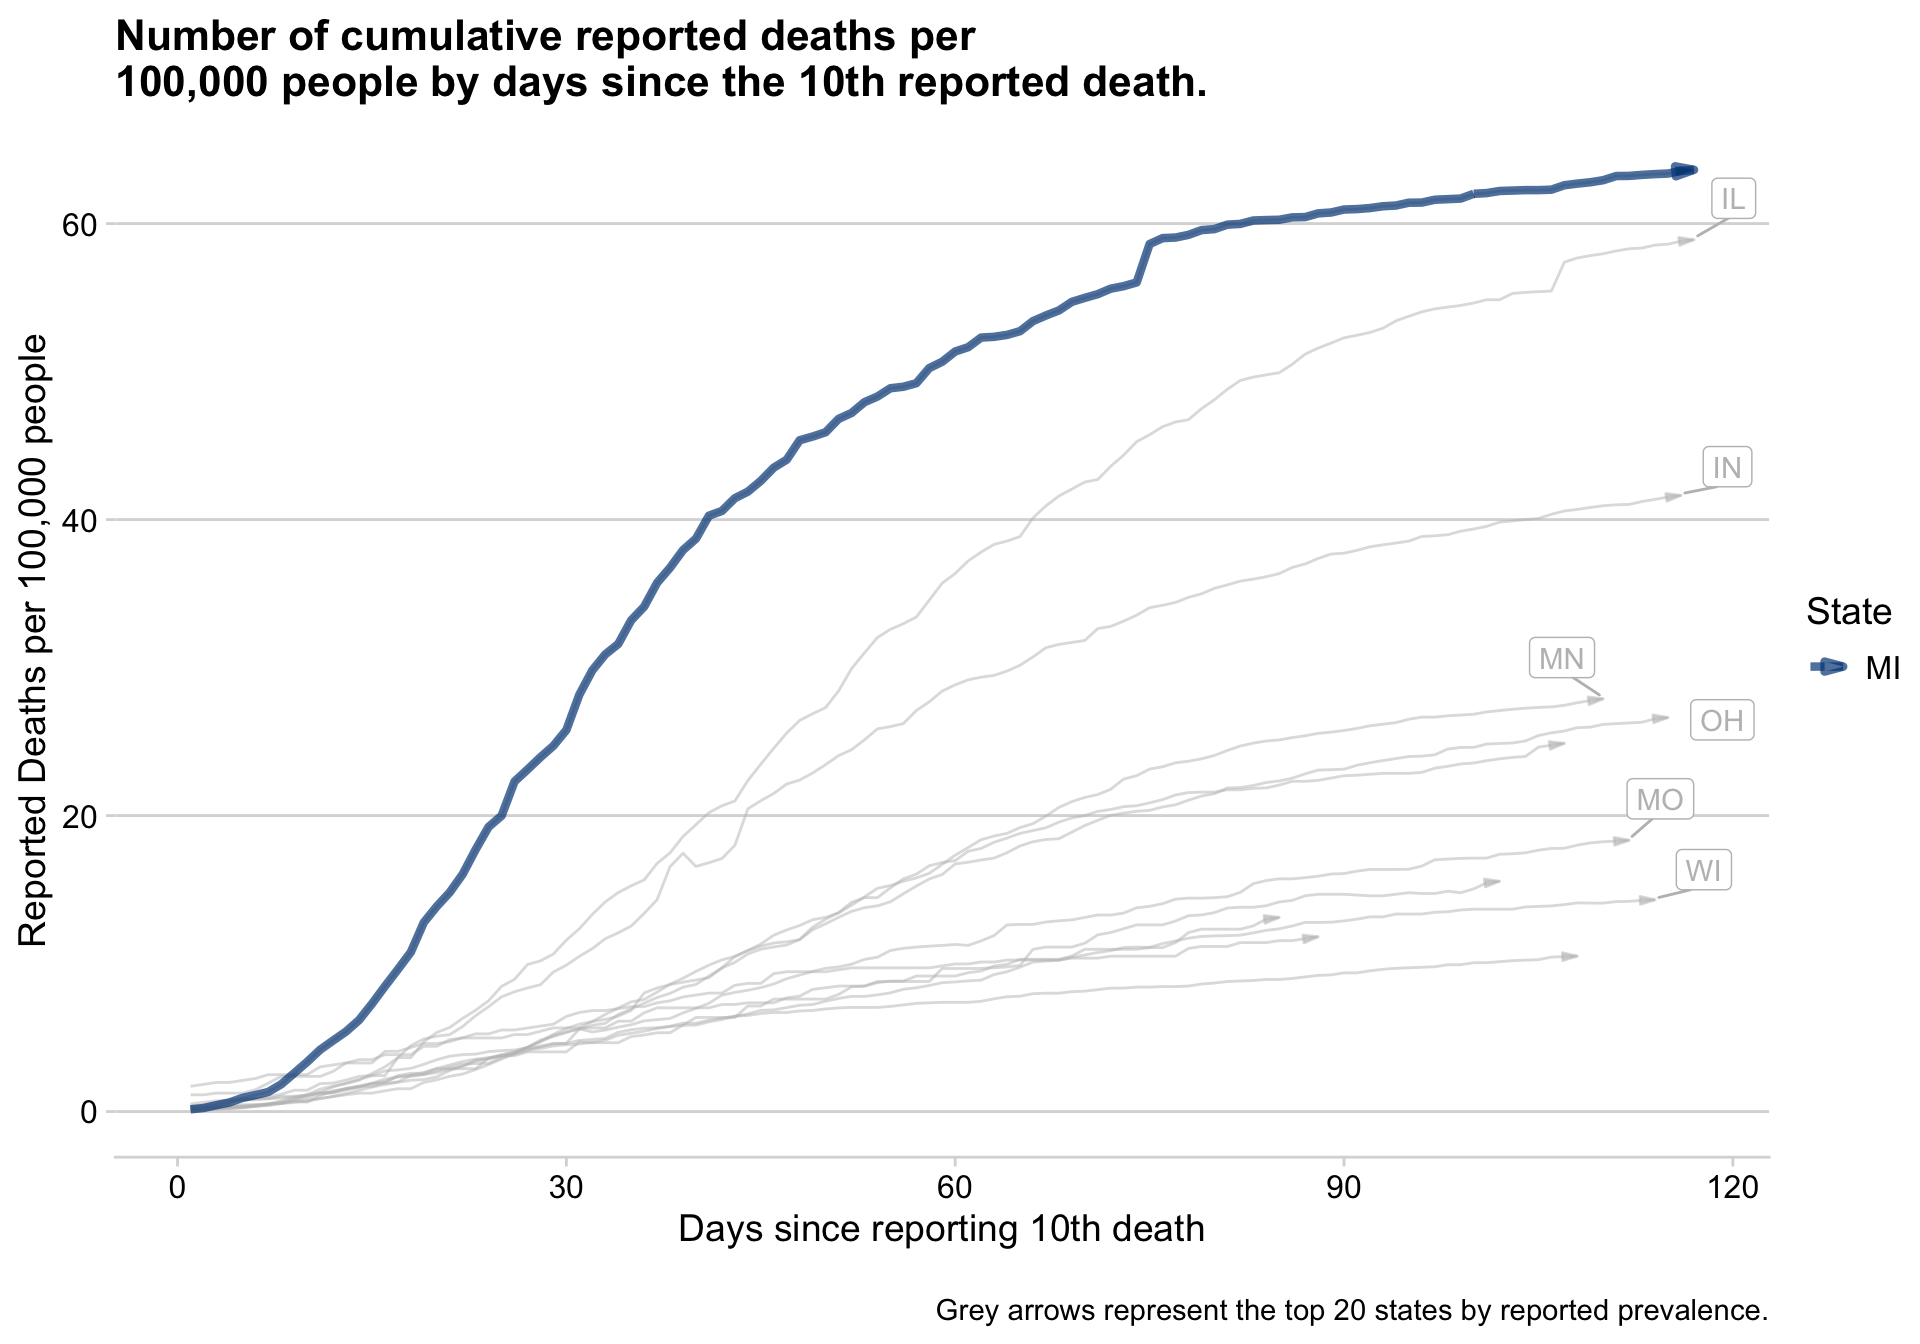 Number of cumulative reported deaths per
100,000 people by days since the 10th reported death.
Reported Deaths per 100,000 people
60
40
20
0
IL
IN
MN
OH
MO
WI
State
MI
0 30 60 90 120
Days since reporting 10th death
Grey arrows represent the top 20 states by reported prevalence.